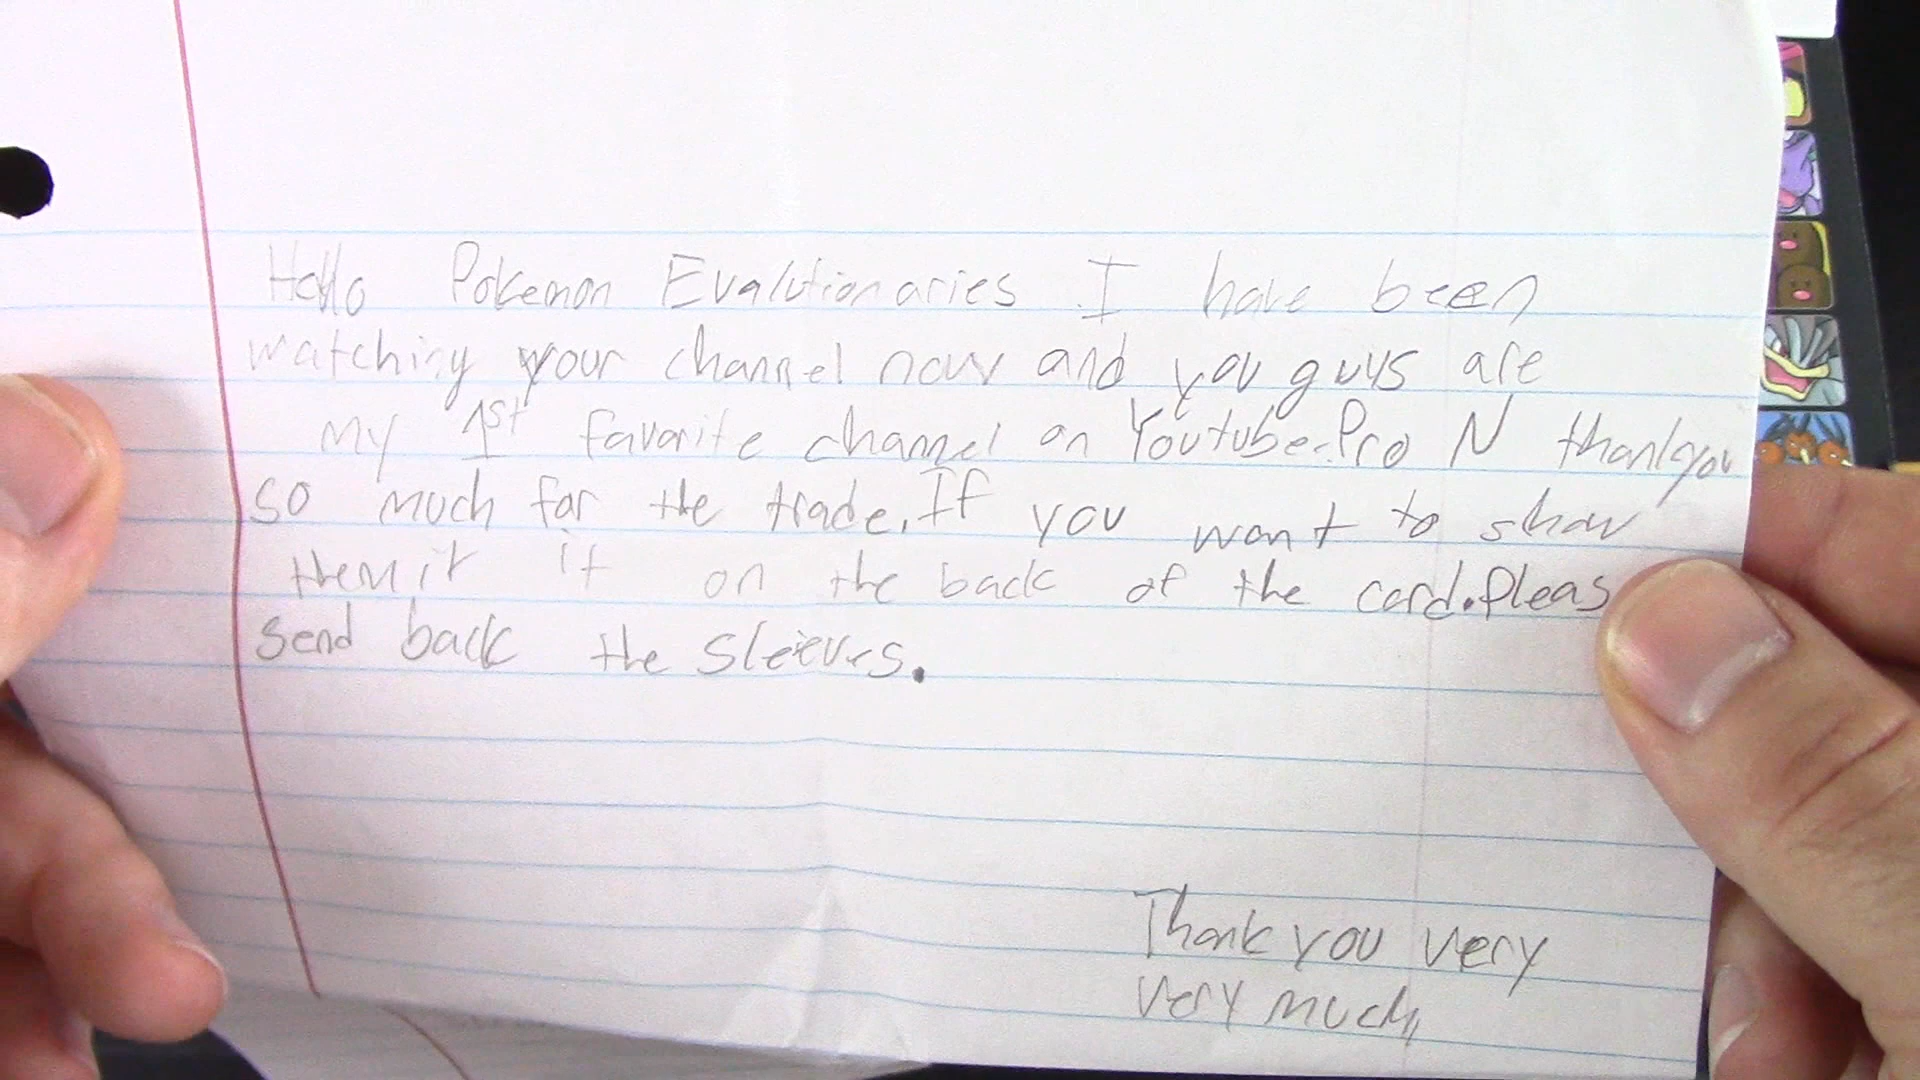 Hello Pokemon Evalutionaries I have been
watching your channel now and you guys are
my 1st favorite channel on Youtube.Pro N thankyou
so much for the trade. If you want to show
them it it on the back of the card.Pleas
send back the sleeves.
Thank you very
very much